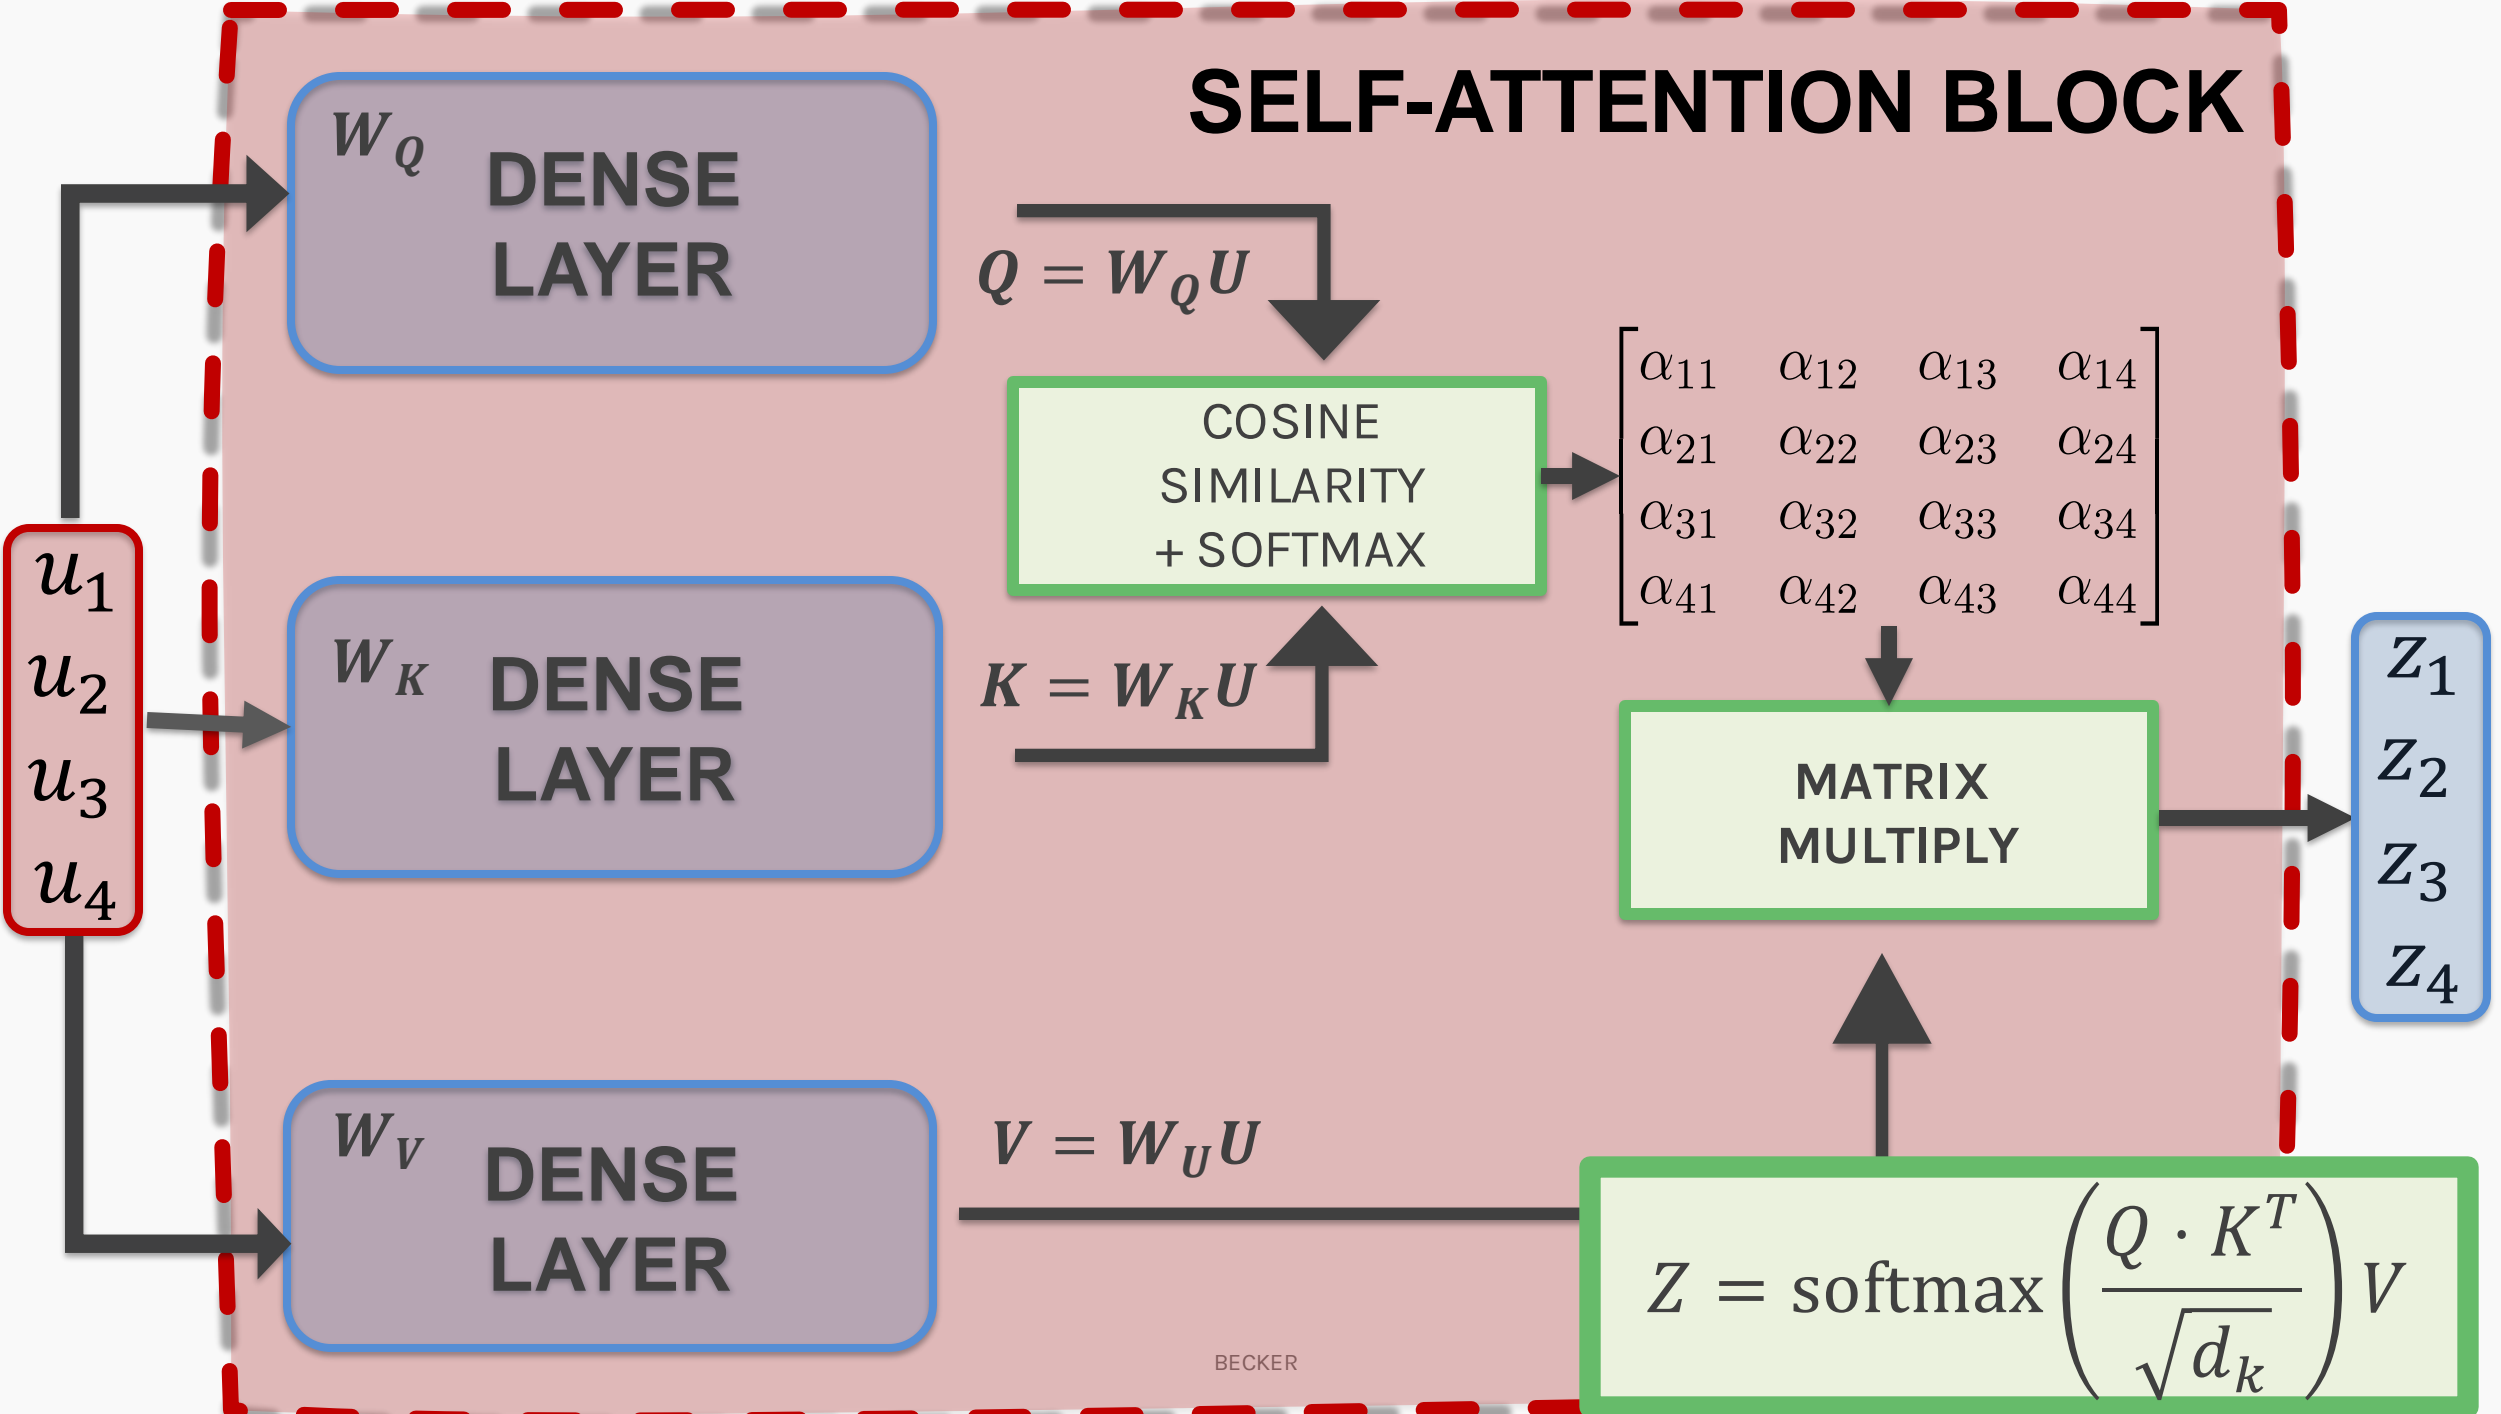 SELF-ATTENTION BLOCK
W_Q
DENSE
LAYER
Q = W_Q U
COSINE
SIMILARITY
+ SOFTMAX
α11 α12 α13 α14
α21 α22 α23 α24
α31 α32 α33 α34
α41 α42 α43 α44
u1
u2
u3
u4
W_K
DENSE
LAYER
K = W_K U
MATRIX
MULTIPLY
z1
z2
z3
z4
W_V
DENSE
LAYER
V = W_U U
Z = softmax(Q · K^T / √d_k) V
BECKER